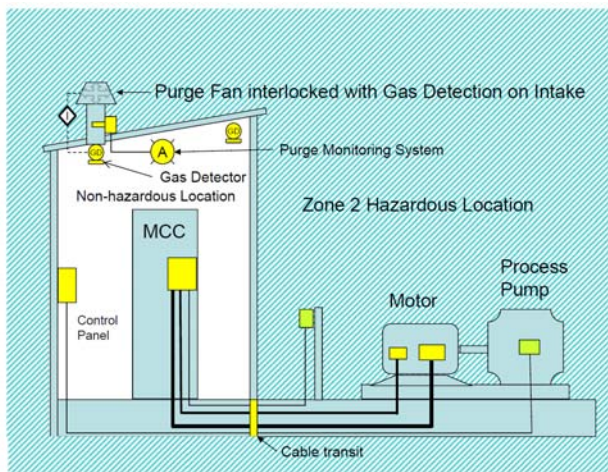 Purge Fan interlocked with Gas Detection on Intake
I
GD
A
GD
Purge Monitoring System
Gas Detector
Non-hazardous Location
Zone 2 Hazardous Location
MCC
Process
Pump
Motor
Control
Panel
Cable transit